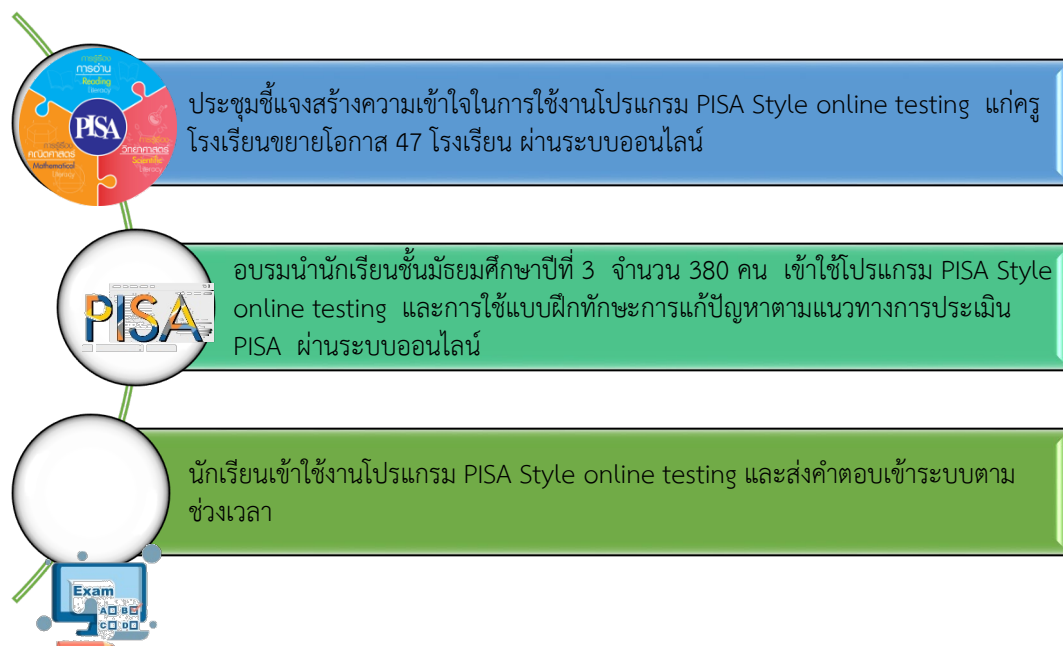 การรู้เรื่อง
การอ่าน
Reading
Literacy
PISA
การรู้เรื่อง
คณิตศาสตร์
Mathematical
Literacy
การรู้เรื่อง
วิทยาศาสตร์
Scientific
Literacy
ประชุมชี้แจงสร้างความเข้าใจในการใช้งานโปรแกรม PISA Style online testing แก่ครู
โรงเรียนขยายโอกาส 47 โรงเรียน ผ่านระบบออนไลน์
PISA
อบรมนำนักเรียนชั้นมัธยมศึกษาปีที่ 3 จำนวน 380 คน เข้าใช้โปรแกรม PISA Style
online testing และการใช้แบบฝึกทักษะการแก้ปัญหาตามแนวทางการประเมิน
PISA ผ่านระบบออนไลน์
นักเรียนเข้าใช้งานโปรแกรม PISA Style online testing และส่งคำตอบเข้าระบบตาม
ช่วงเวลา
Exam
A B
C D